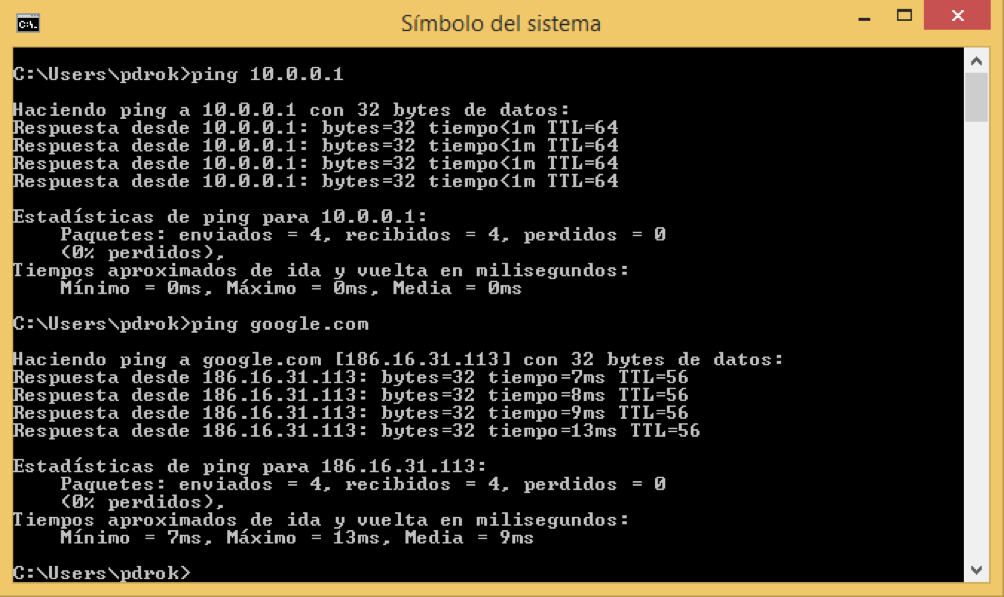 C:\.
Símbolo del sistema
C:\Users\pdrok>ping 10.0.0.1
Haciendo ping a 10.0.0.1 con 32 bytes de datos:
Respuesta desde 10.0.0.1: bytes=32 tiempo<1m TTL=64
Respuesta desde 10.0.0.1: bytes=32 tiempo<1m TTL=64
Respuesta desde 10.0.0.1: bytes=32 tiempo<1m TTL=64
Respuesta desde 10.0.0.1: bytes=32 tiempo<1m TTL=64
Estadísticas de ping para 10.0.0.1:
    Paquetes: enviados = 4, recibidos = 4, perdidos = 0
    (0% perdidos),
Tiempos aproximados de ida y vuelta en milisegundos:
    Mínimo = 0ms, Máximo = 0ms, Media = 0ms
C:\Users\pdrok>ping google.com
Haciendo ping a google.com [186.16.31.113] con 32 bytes de datos:
Respuesta desde 186.16.31.113: bytes=32 tiempo=7ms TTL=56
Respuesta desde 186.16.31.113: bytes=32 tiempo=8ms TTL=56
Respuesta desde 186.16.31.113: bytes=32 tiempo=9ms TTL=56
Respuesta desde 186.16.31.113: bytes=32 tiempo=13ms TTL=56
Estadísticas de ping para 186.16.31.113:
    Paquetes: enviados = 4, recibidos = 4, perdidos = 0
    (0% perdidos),
Tiempos aproximados de ida y vuelta en milisegundos:
    Mínimo = 7ms, Máximo = 13ms, Media = 9ms
C:\Users\pdrok>